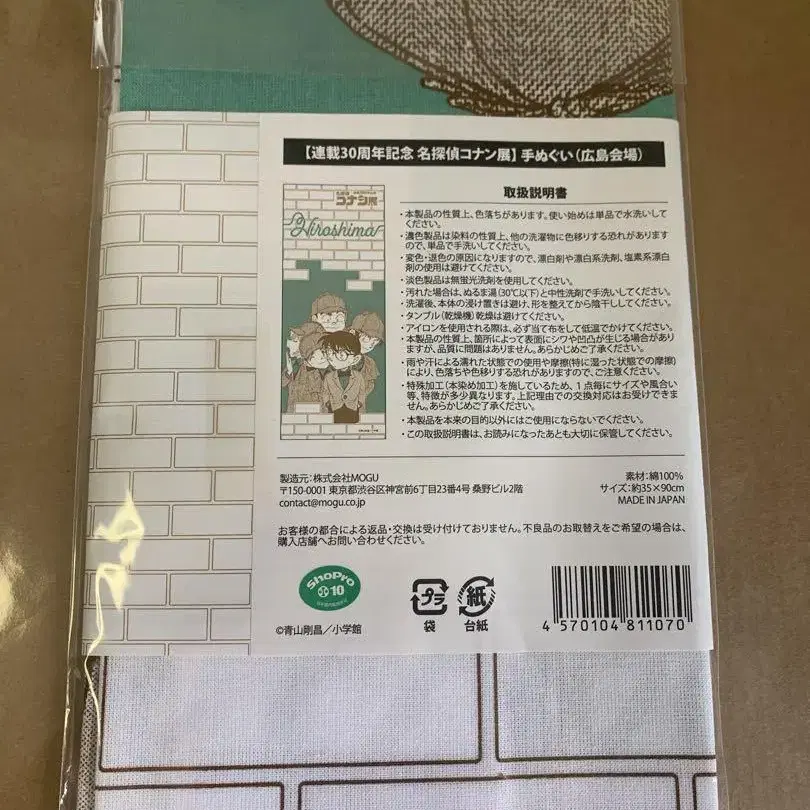 【連載30周年記念 名探偵コナン展】手ぬぐい(広島会場)
コナン展
Hiroshima
取扱説明書
・本製品の性質上、色落ちがあります。使い始めは単品で水洗いして
ください。
・濃色製品は染料の性質上、他の洗濯物に色移りする恐れがあります
ので、単品で手洗いしてください。
・変色・退色の原因になりますので、漂白剤や漂白系洗剤、塩素系漂白
剤の使用は避けてください。
・淡色製品は無蛍光洗剤を使用してください。
・汚れた場合は、ぬるま湯(30℃以下)と中性洗剤で手洗いしてください。
・洗濯後、本体の浸け置きは避け、形を整えてから陰干ししてください。
・タンブル(乾燥機)乾燥は避けてください。
・アイロンを使用される際は、必ず当て布をして低温でかけてください。
・本製品の性質上、箇所によって表面にシワや凹凸が生じる場合があり
ますが、品質に問題はありません。あらかじめご了承ください。
・雨や汗による濡れた状態での使用や摩擦(特に湿った状態での摩擦)
により、色落ちや色移りする恐れがありますので、ご注意ください。
・特殊加工(本染め加工)を施しているため、1点毎にサイズや風合い
等、特徴が多少異なります。上記理由での交換対応はお受けできま
せん。あらかじめご了承ください。
・本製品を本来の目的以外にはご使用にならないでください。
・この取扱説明書は、お読みになったあとも大切に保管してください。
製造元:株式会社MOGU
〒150-0001 東京都渋谷区神宮前6丁目23番4号 桑野ビル2階
contact@mogu.co.jp
素材:綿100%
サイズ:約35×90cm
MADE IN JAPAN
お客様の都合による返品・交換は受け付けておりません。不良品のお取替えをご希望の場合は、
購入店舗へお問い合わせください。
ShoPro
10
©青山剛昌/小学館
プラ
袋
紙
台紙
4 570104 811070